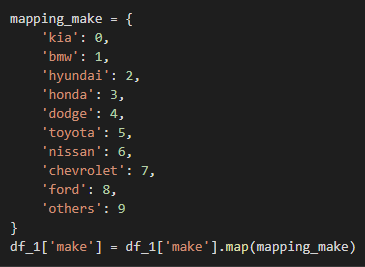 mapping_make = {
    'kia': 0,
    'bmw': 1,
    'hyundai': 2,
    'honda': 3,
    'dodge': 4,
    'toyota': 5,
    'nissan': 6,
    'chevrolet': 7,
    'ford': 8,
    'others': 9
}
df_1['make'] = df_1['make'].map(mapping_make)